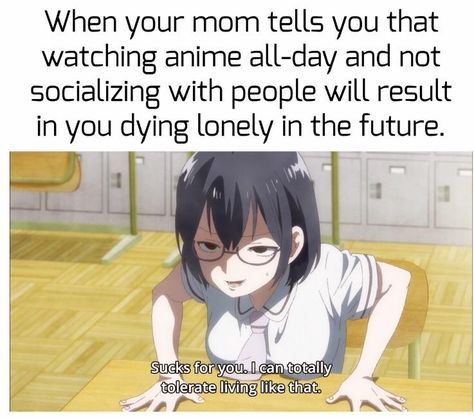 When your mom tells you that
watching anime all-day and not
socializing with people will result
in you dying lonely in the future.
Sucks for you. I can totally
tolerate living like that.